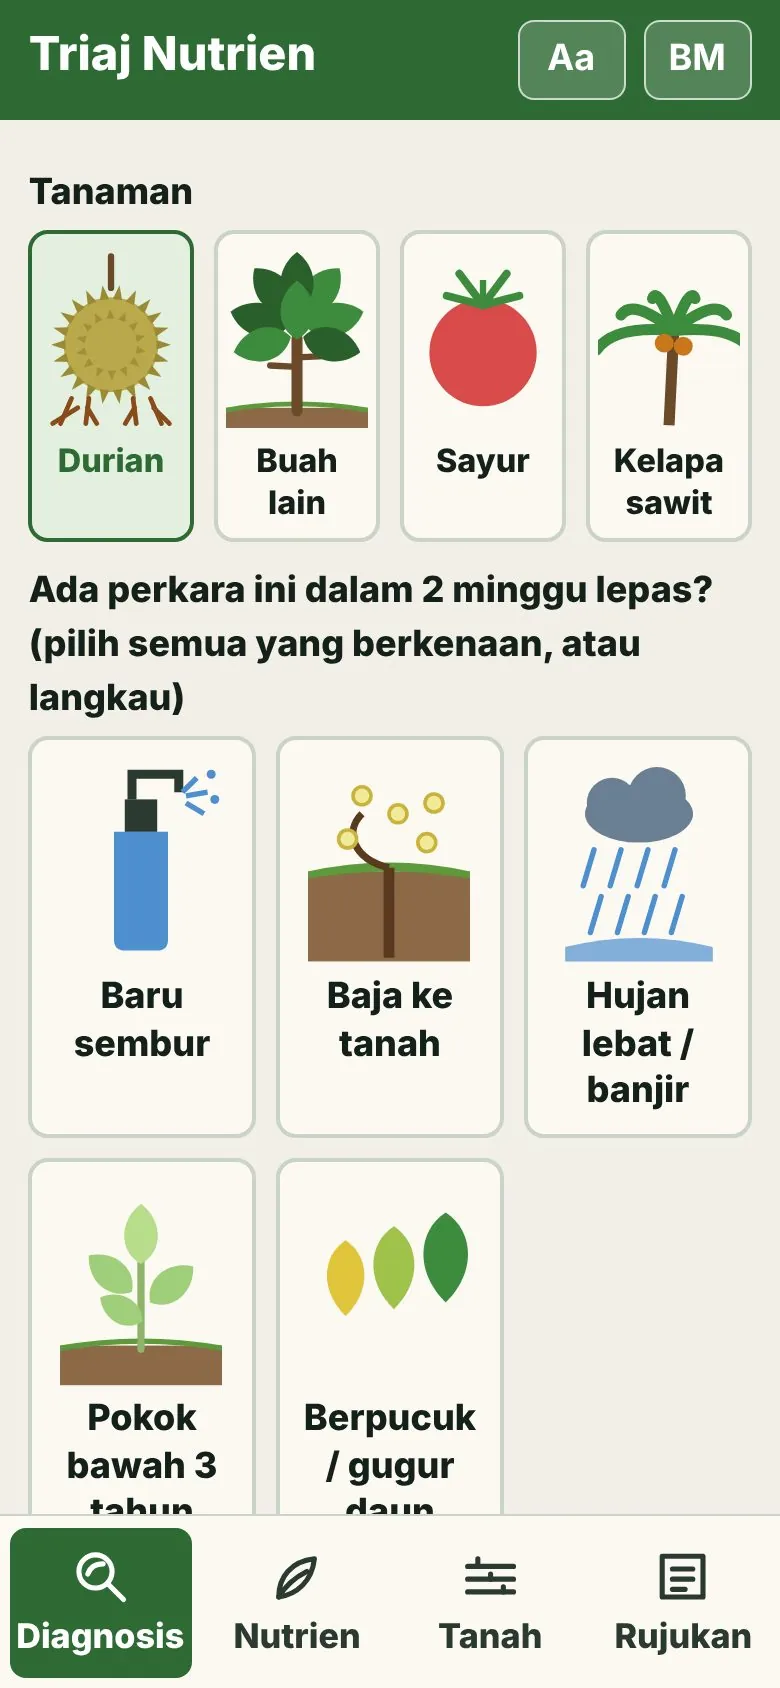 Triaj Nutrien
Aa
BM
Tanaman
Durian
Buah
lain
Sayur
Kelapa
sawit
Ada perkara ini dalam 2 minggu lepas?
(pilih semua yang berkenaan, atau
langkau)
Baru
sembur
Baja ke
tanah
Hujan
lebat /
banjir
Pokok
bawah 3
tahun
Berpucuk
/ gugur
daun
Diagnosis
Nutrien
Tanah
Rujukan